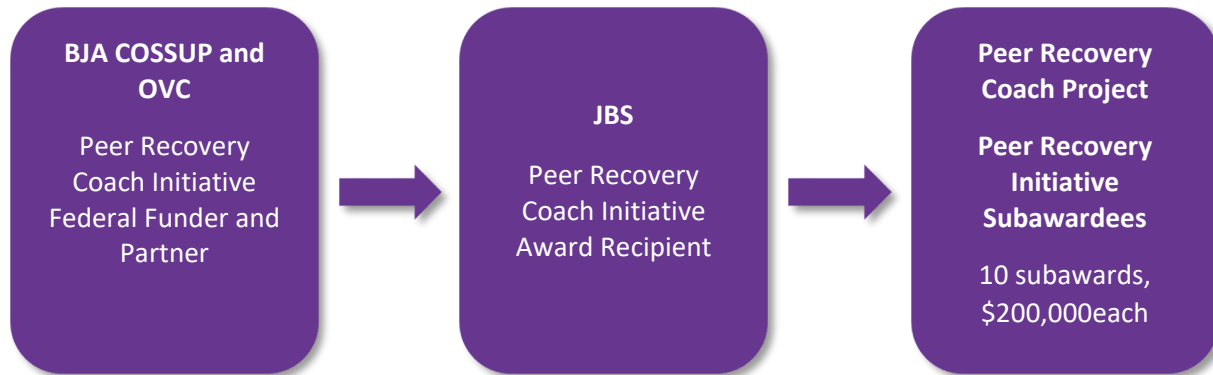 BJA COSSUP and
OVC
Peer Recovery
Coach Initiative
Federal Funder and
Partner
JBS
Peer Recovery
Coach Initiative
Award Recipient
Peer Recovery
Coach Project
Peer Recovery
Initiative
Subawardees
10 subawards,
$200,000each